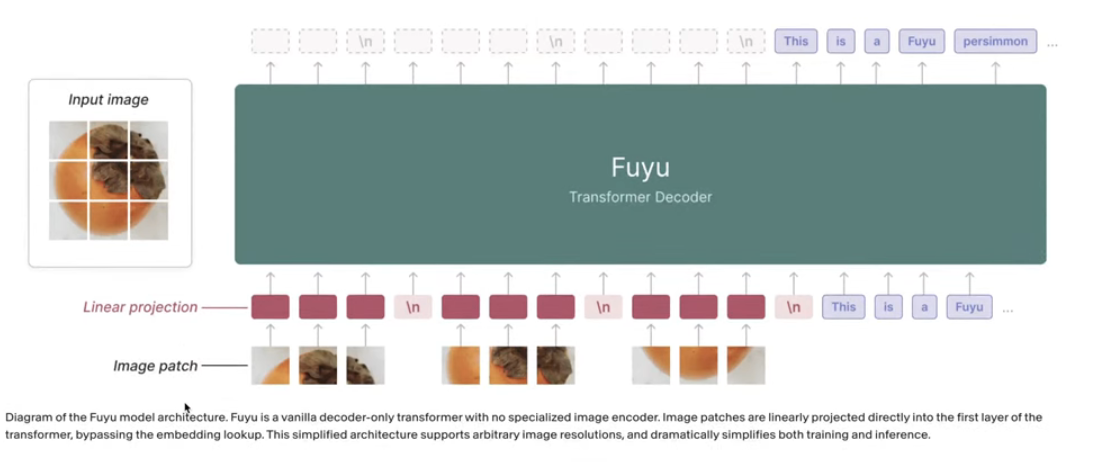 \n \n \n This is a Fuyu persimmon ...
Input image
Fuyu
Transformer Decoder
Linear projection
\n \n \n This is a Fuyu ...
Image patch
Diagram of the Fuyu model architecture. Fuyu is a vanilla decoder-only transformer with no specialized image encoder. Image patches are linearly projected directly into the first layer of the
transformer, bypassing the embedding lookup. This simplified architecture supports arbitrary image resolutions, and dramatically simplifies both training and inference.